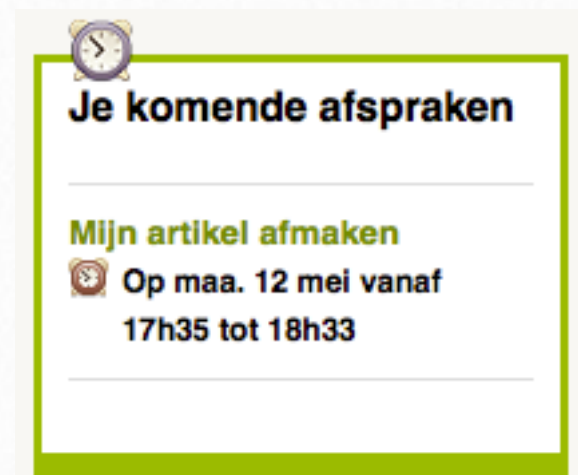 Je komende afspraken
Mijn artikel afmaken
Op maa. 12 mei vanaf
17h35 tot 18h33